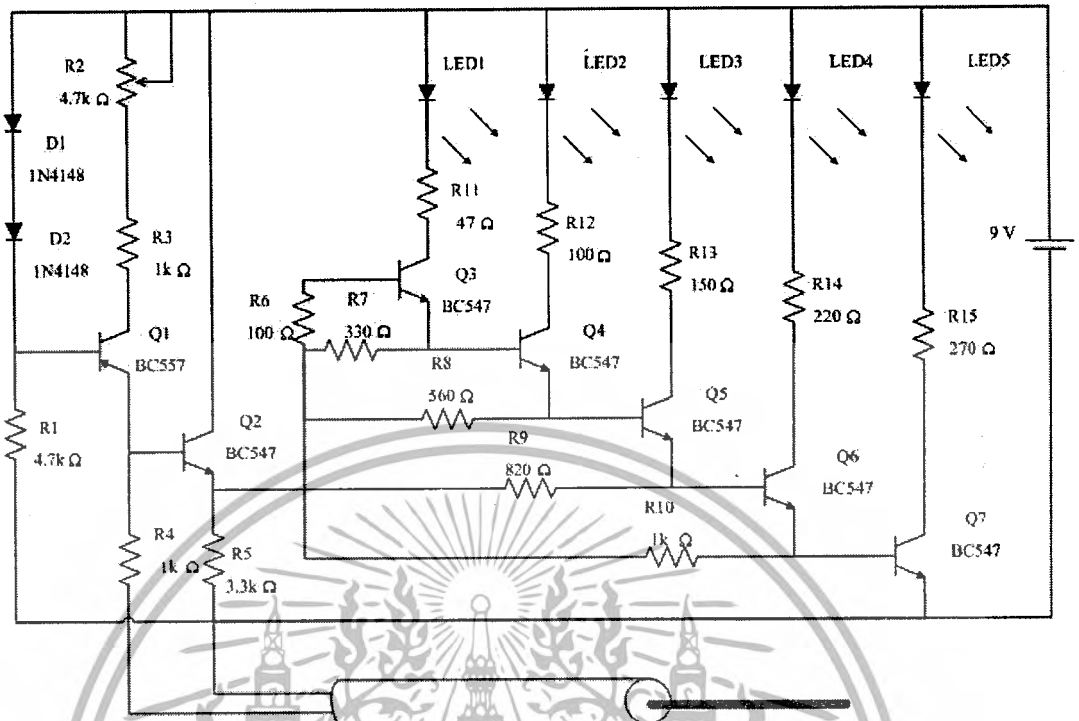 R2
4.7k Ω
D1
1N4148
D2
1N4148
R3
1k Ω
Q1
BC557
R1
4.7k Ω
Q2
BC547
R4
1k Ω
R5
3.3k Ω
LED1
R11
47 Ω
Q3
BC547
R6
100 Ω
R7
330 Ω
R8
560 Ω
R9
820 Ω
R10
1k Ω
LED2
R12
100 Ω
Q4
BC547
LED3
R13
150 Ω
Q5
BC547
LED4
R14
220 Ω
Q6
BC547
LED5
R15
270 Ω
Q7
BC547
9 V